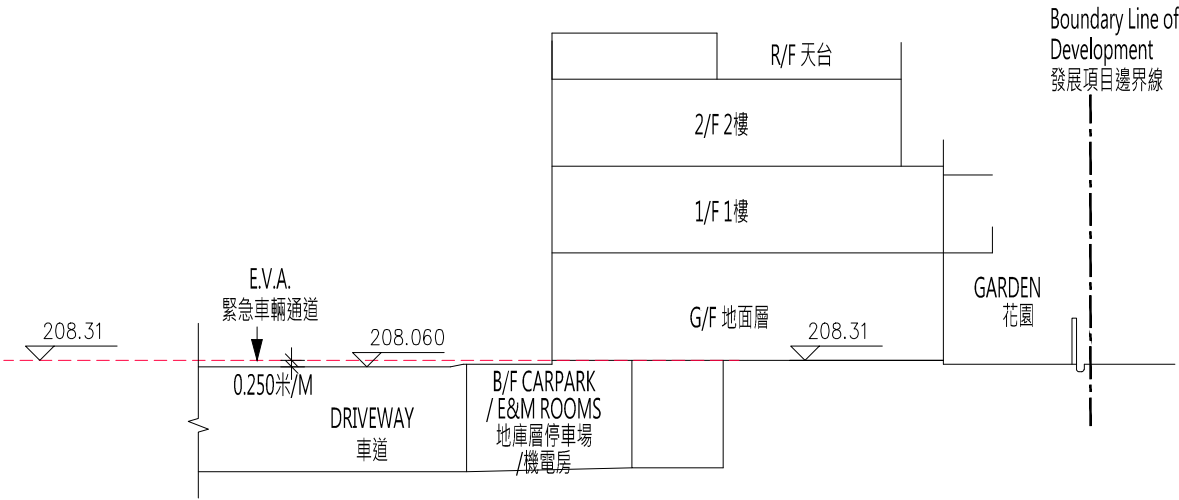 Boundary Line of
Development
發展項目邊界線
R/F 天台
2/F 2樓
1/F 1樓
E.V.A.
緊急車輛通道
GARDEN
花園
G/F 地面層
208.31
208.060
208.31
0.250米/M
B/F CARPARK
/ E&M ROOMS
地庫層停車場
/機電房
DRIVEWAY
車道